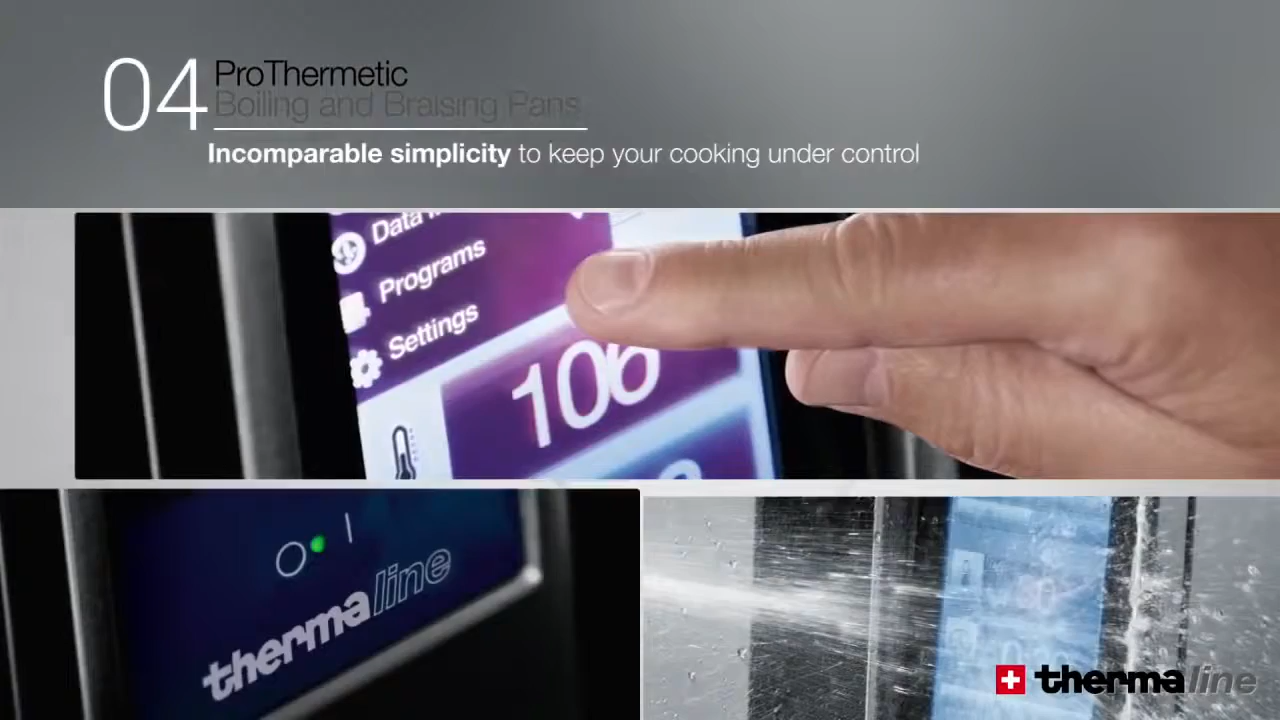 04
ProThermetic
Boiling and Braising Pans
Incomparable simplicity to keep your cooking under control
Data
Programs
Settings
106
thermaline
thermaline